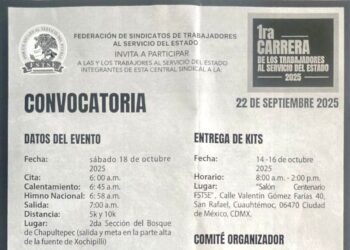 FEDERACIÓN DE SINDICATOS DE TRABAJADORES
AL SERVICIO DEL ESTADO
INVITA A PARTICIPAR
A LAS Y LOS TRABAJADORES AL SERVICIO DEL ESTADO
INTEGRANTES DE ESTA CENTRAL SINDICAL A LA:
1ra
CARRERA
DE LOS TRABAJADORES
AL SERVICIO DEL ESTADO
2025
CONVOCATORIA
22 DE SEPTIEMBRE 2025
DATOS DEL EVENTO
Fecha: sábado 18 de octubre
2025
Cita: 6:00 a.m.
Calentamiento: 6:45 a.m.
Himno Nacional: 6:58 a.m.
Salida: 7:00 a.m.
Distancia: 5k y 10k
Lugar: 2da Sección del Bosque
de Chapultepec (salida y meta en la parte alta
de la fuente de Xochipilli)
ENTREGA DE KITS
Fecha: 14-16 de octubre
2025
Horario: 8:00 a.m. - 2:00 p.m.
Lugar: "Salón Centenario
FSTSE", Calle Valentín Gómez Farías 40,
San Rafael, Cuauhtémoc, 06470 Ciudad
de México, CDMX.
COMITÉ ORGANIZADOR